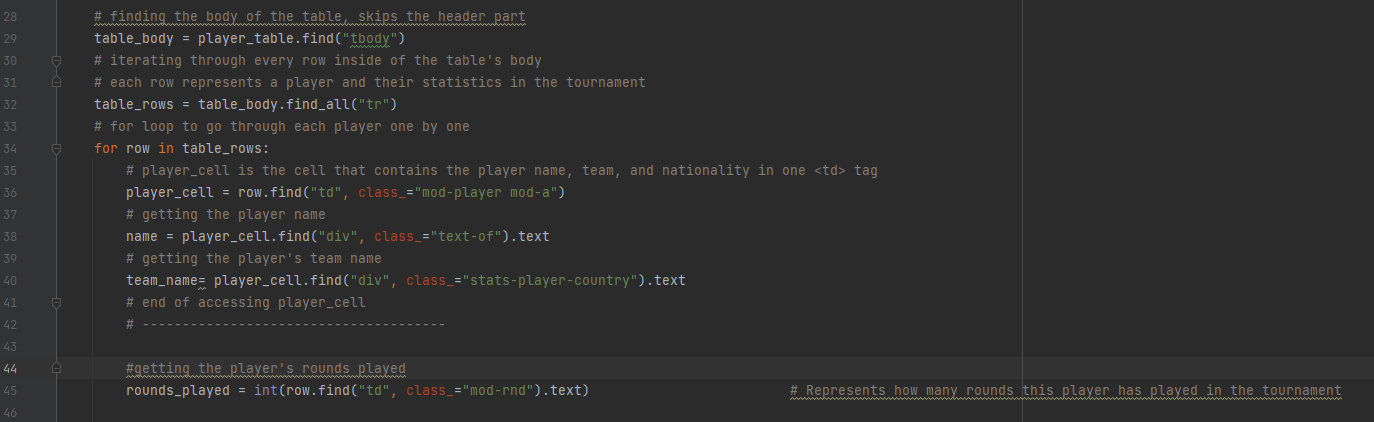 28 # finding the body of the table, skips the header part
29 table_body = player_table.find("tbody")
30 # iterating through every row inside of the table's body
31 # each row represents a player and their statistics in the tournament
32 table_rows = table_body.find_all("tr")
33 # for loop to go through each player one by one
34 for row in table_rows:
35 # player_cell is the cell that contains the player name, team, and nationality in one <td> tag
36 player_cell = row.find("td", class_="mod-player mod-a")
37 # getting the player name
38 name = player_cell.find("div", class_="text-of").text
39 # getting the player's team name
40 team_name= player_cell.find("div", class_="stats-player-country").text
41 # end of accessing player_cell
42 # --------------------------------------
43
44 #getting the player's rounds played
45 rounds_played = int(row.find("td", class_="mod-rnd").text) # Represents how many rounds this player has played in the tournament
46